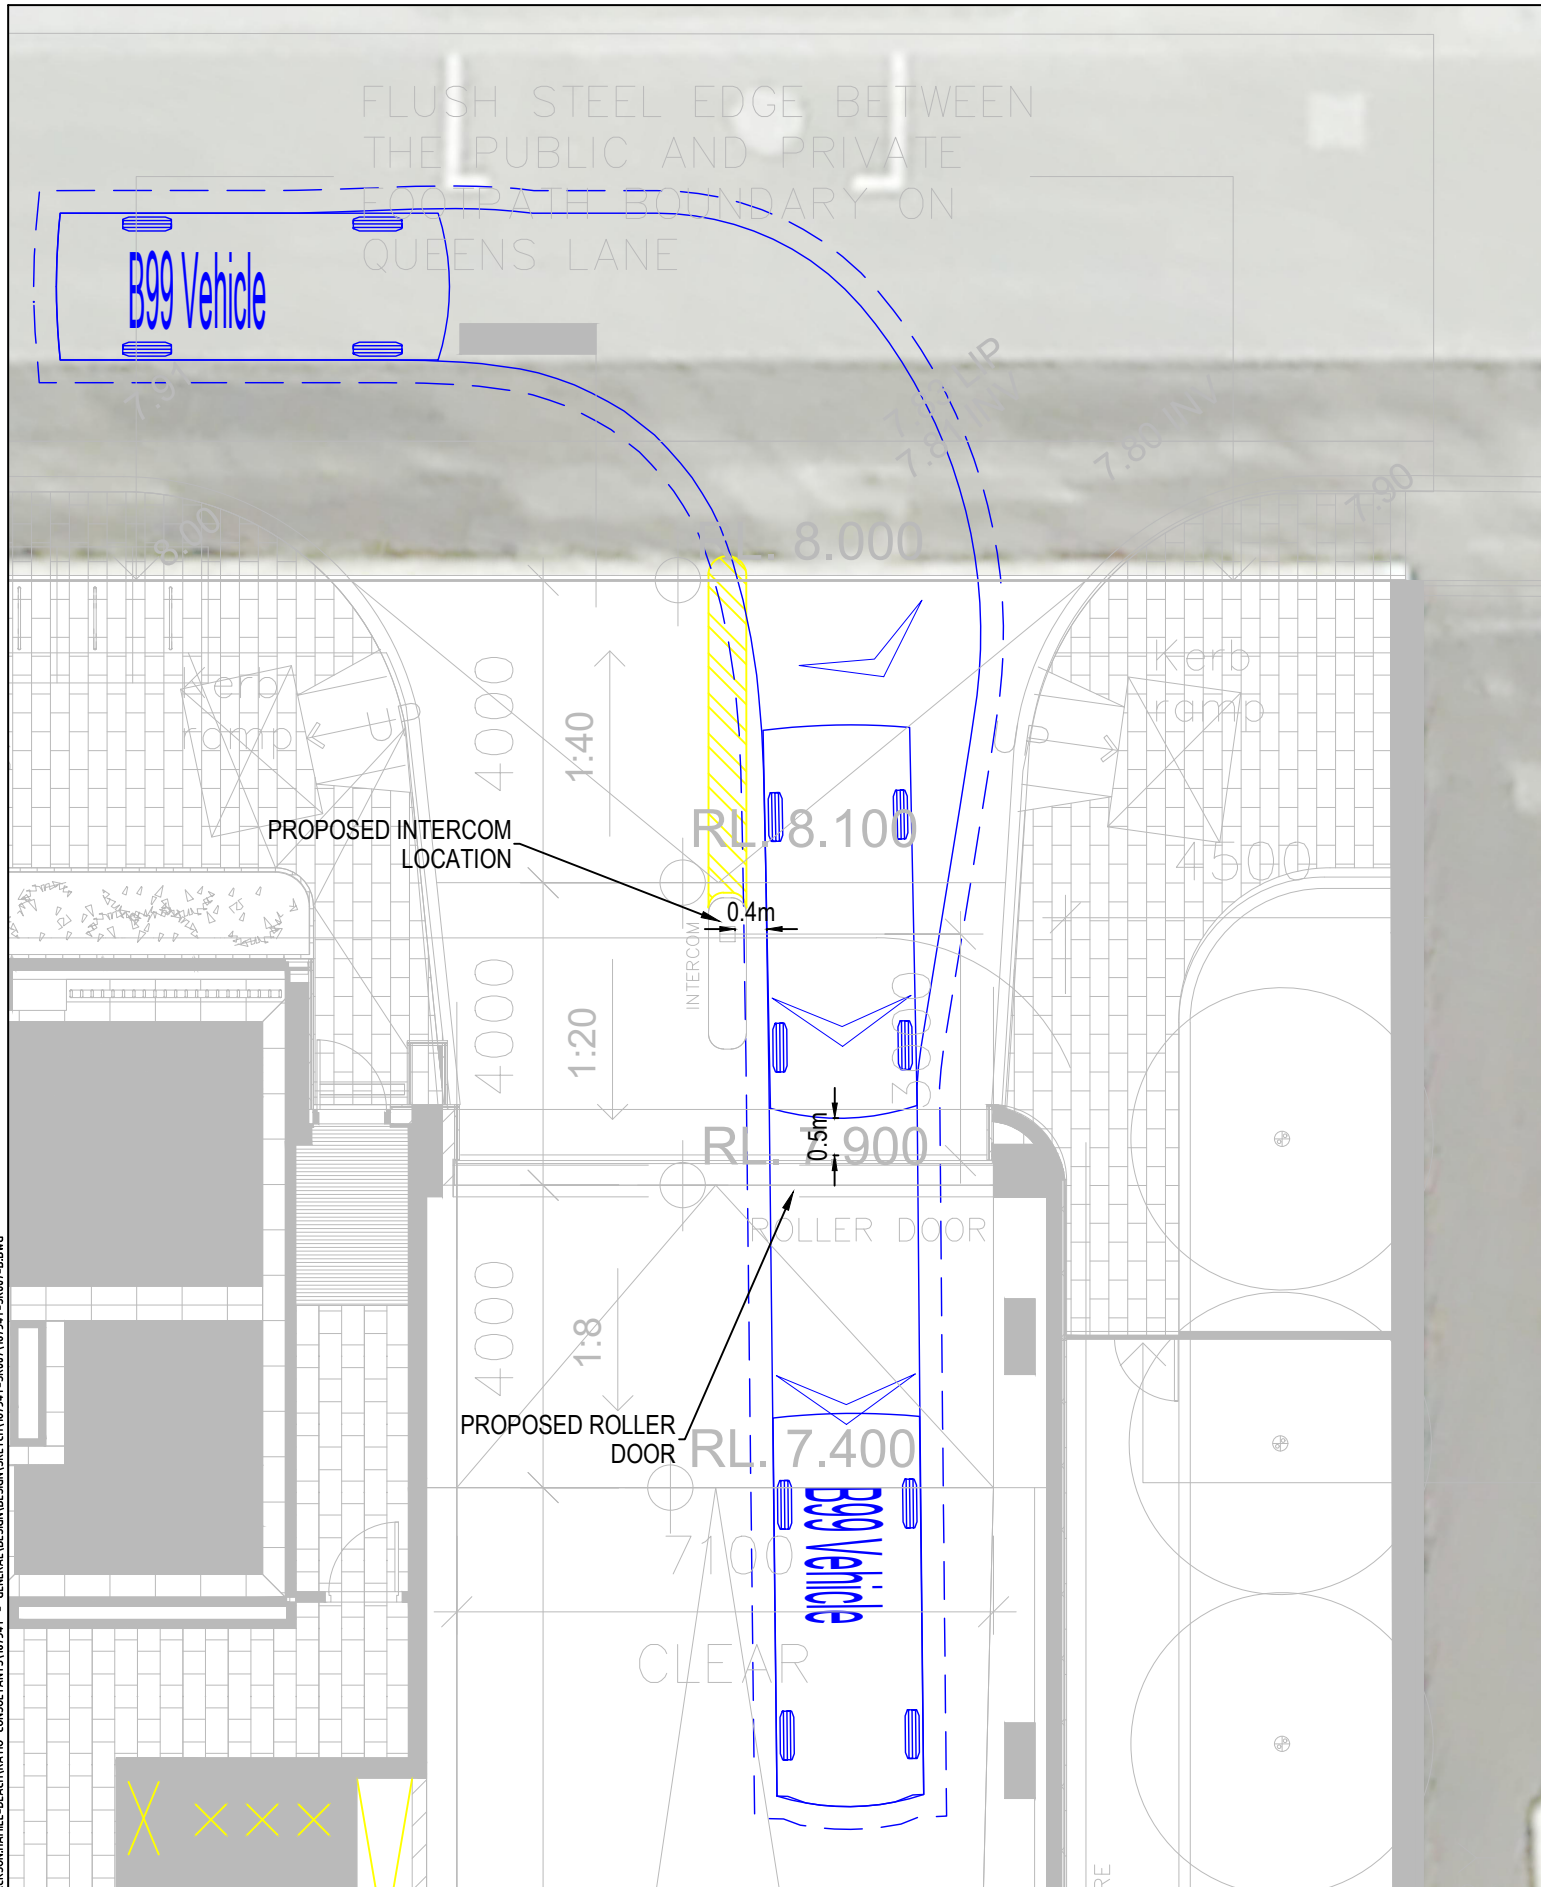 FLUSH STEEL EDGE BETWEEN
THE PUBLIC AND PRIVATE
FOOTPATH BOUNDARY ON
QUEENS LANE
B99 Vehicle
7.91
7.80 INV
7.90
8.00
RL. 8.000
Kerb
ramp
UP
4000
1:40
Kerb
ramp
UP
PROPOSED INTERCOM
LOCATION
RL. 8.100
4500
0.4m
INTERCOM
4000
1:20
3600
0.5m
RL. 7.900
ROLLER DOOR
4000
1:8
PROPOSED ROLLER
DOOR
RL. 7.400
B99 Vehicle
7100
CLEAR